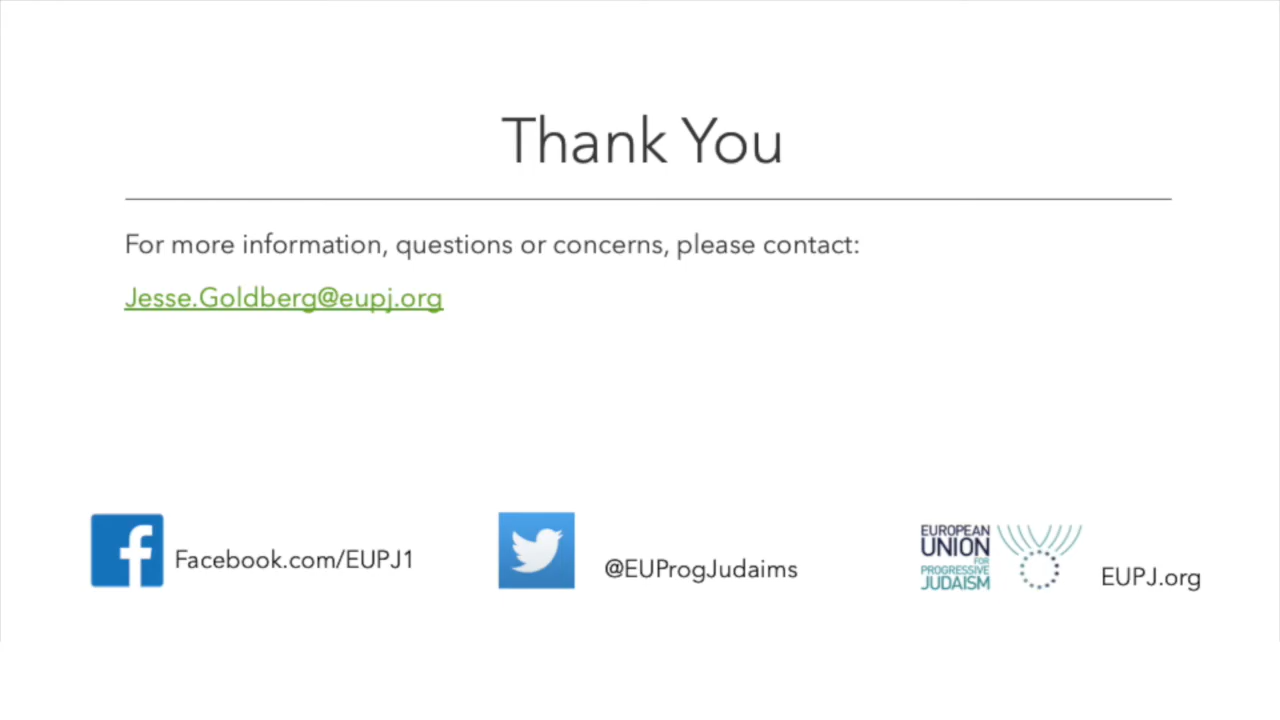 Thank You
For more information, questions or concerns, please contact:
Jesse.Goldberg@eupj.org
Facebook.com/EUPJ1
@EUProgJudaims
EUROPEAN
UNION
FOR
PROGRESSIVE
JUDAISM
EUPJ.org